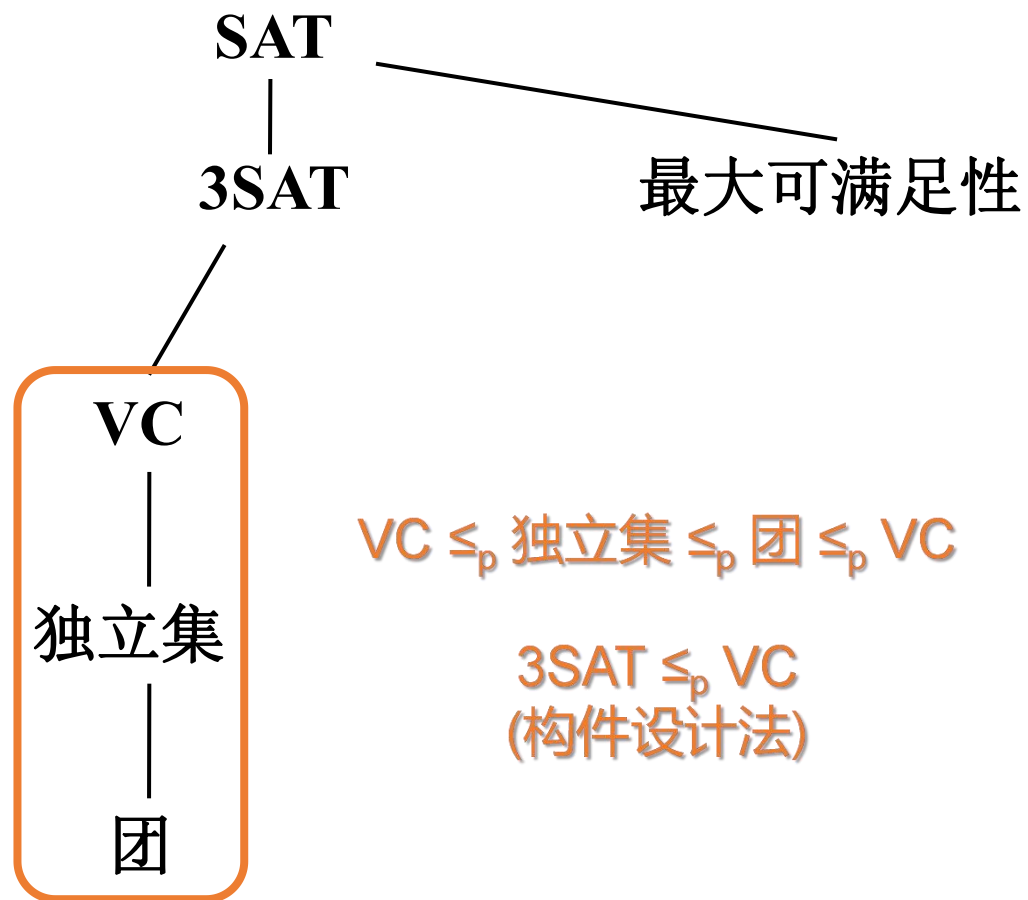 SAT
3SAT
最大可满足性
VC
VC ≤p 独立集 ≤p 团 ≤p VC
独立集
3SAT ≤p VC
(构件设计法)
团